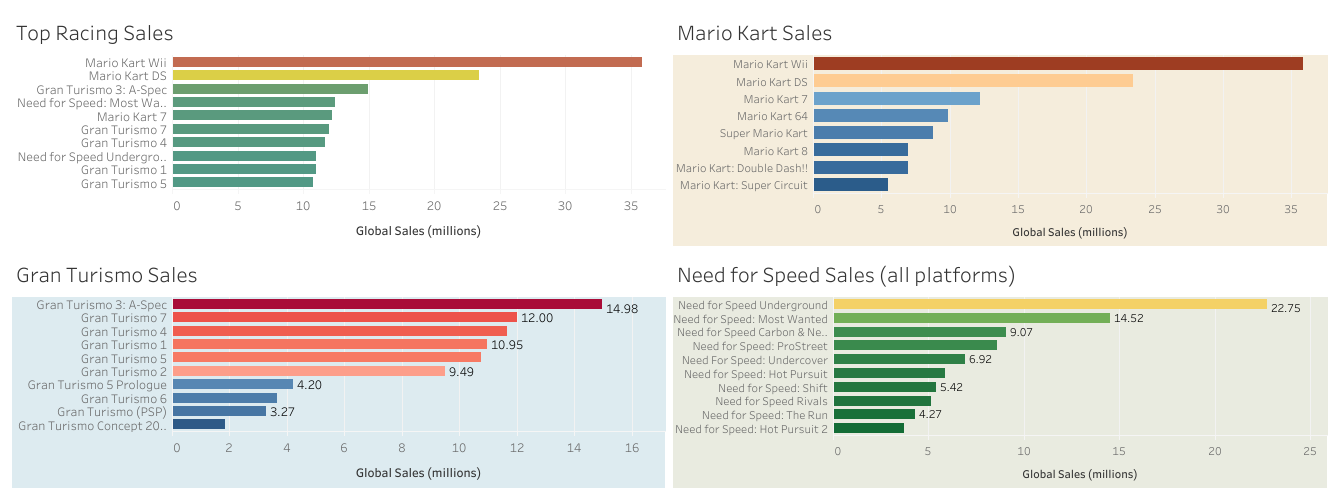 Top Racing Sales
Mario Kart Wii
Mario Kart DS
Gran Turismo 3: A-Spec
Need for Speed: Most Wa..
Mario Kart 7
Gran Turismo 7
Gran Turismo 4
Need for Speed Undergro..
Gran Turismo 1
Gran Turismo 5
0 5 10 15 20 25 30 35
Global Sales (millions)
Mario Kart Sales
Mario Kart Wii
Mario Kart DS
Mario Kart 7
Mario Kart 64
Super Mario Kart
Mario Kart 8
Mario Kart: Double Dash!!
Mario Kart: Super Circuit
0 5 10 15 20 25 30 35
Global Sales (millions)
Gran Turismo Sales
Gran Turismo 3: A-Spec 14.98
Gran Turismo 7 12.00
Gran Turismo 4
Gran Turismo 1 10.95
Gran Turismo 5
Gran Turismo 2 9.49
Gran Turismo 5 Prologue 4.20
Gran Turismo 6
Gran Turismo (PSP) 3.27
Gran Turismo Concept 20..
0 2 4 6 8 10 12 14 16
Global Sales (millions)
Need for Speed Sales (all platforms)
Need for Speed Underground 22.75
Need for Speed: Most Wanted 14.52
Need for Speed Carbon & Ne.. 9.07
Need for Speed: ProStreet
Need For Speed: Undercover 6.92
Need for Speed: Hot Pursuit
Need for Speed: Shift 5.42
Need for Speed Rivals
Need for Speed: The Run 4.27
Need for Speed: Hot Pursuit 2
0 5 10 15 20 25
Global Sales (millions)